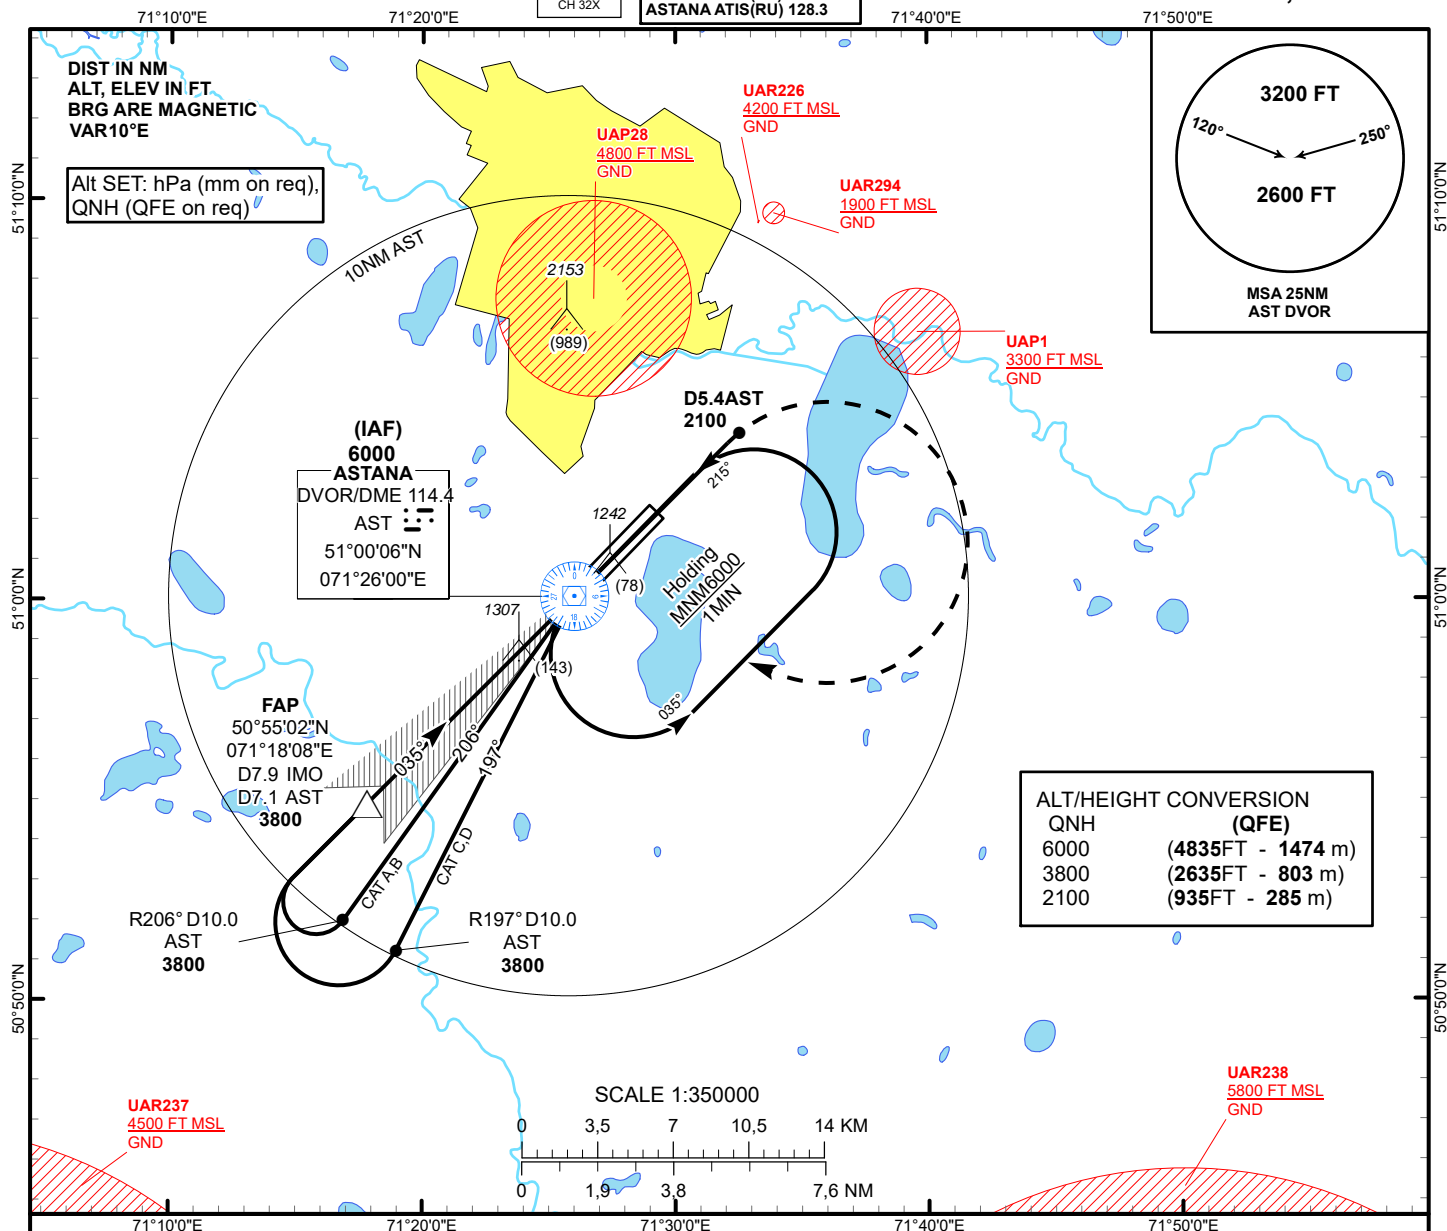 CH 32X
ASTANA ATIS(RU) 128.3
71°10'0"E
71°20'0"E
71°30'0"E
71°40'0"E
71°50'0"E
DIST IN NM
ALT, ELEV IN FT
BRG ARE MAGNETIC
VAR10°E
Alt SET: hPa (mm on req),
QNH (QFE on req)
UAP28
4800 FT MSL
GND
UAR226
4200 FT MSL
GND
UAR294
1900 FT MSL
GND
3200 FT
120°
250°
2600 FT
MSA 25NM
AST DVOR
51°10'0"N
51°10'0"N
10NM AST
2153
(989)
UAP1
3300 FT MSL
GND
D5.4AST
2100
(IAF)
6000
ASTANA
DVOR/DME 114.4
AST
51°00'06"N
071°26'00"E
215°
1242
(78)
0
9
18
27
Holding
MNM6000
1MIN
51°0'0"N
51°0'0"N
1307
(143)
035°
FAP
50°55'02"N
071°18'08"E
D7.9 IMO
D7.1 AST
3800
035°
206°
197°
CAT A,B
CAT C,D
ALT/HEIGHT CONVERSION
QNH (QFE)
6000 (4835FT - 1474 m)
3800 (2635FT - 803 m)
2100 (935FT - 285 m)
R206° D10.0
AST
3800
R197° D10.0
AST
3800
50°50'0"N
50°50'0"N
SCALE 1:350000
0 3,5 7 10,5 14 KM
0 1,9 3,8 7,6 NM
UAR237
4500 FT MSL
GND
UAR238
5800 FT MSL
GND
71°10'0"E
71°20'0"E
71°30'0"E
71°40'0"E
71°50'0"E